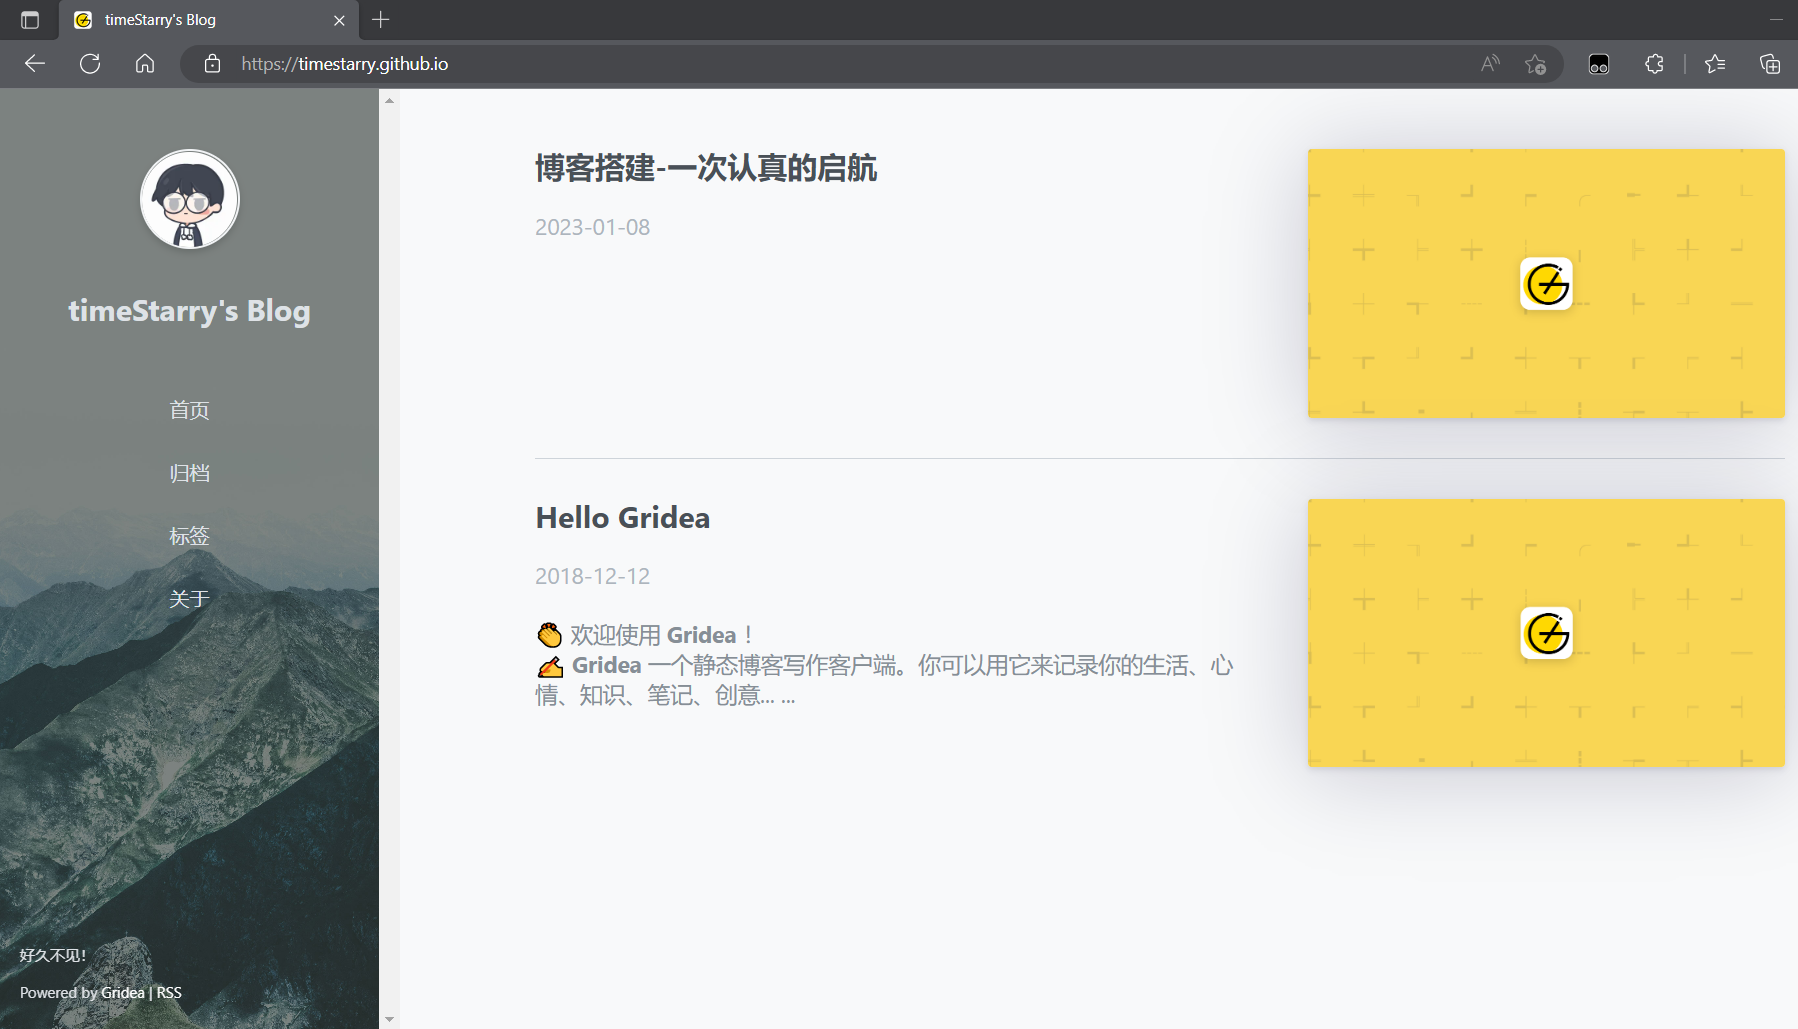 timeStarry's Blog
https://timestarry.github.io
timeStarry's Blog
首页
归档
标签
关于
好久不见！
Powered by Gridea | RSS
博客搭建-一次认真的启航
2023-01-08
Hello Gridea
2018-12-12
👏 欢迎使用 Gridea ！
✍️ Gridea 一个静态博客写作客户端。你可以用它来记录你的生活、心
情、知识、笔记、创意... ...